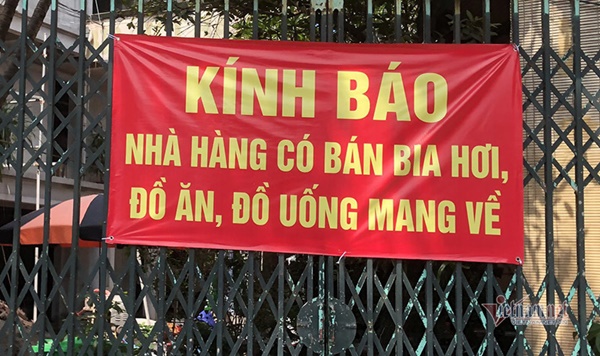 KÍNH BÁO
NHÀ HÀNG CÓ BÁN BIA HƠI,
ĐỒ ĂN, ĐỒ UỐNG MANG VỀ